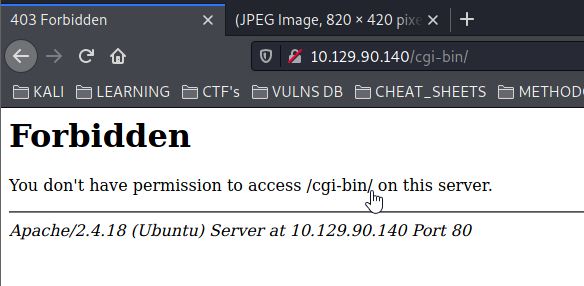 403 Forbidden
(JPEG Image, 820 × 420 pixe
10.129.90.140/cgi-bin/
KALI LEARNING CTF's VULNS DB CHEAT_SHEETS METHODO
Forbidden
You don't have permission to access /cgi-bin/ on this server.
Apache/2.4.18 (Ubuntu) Server at 10.129.90.140 Port 80